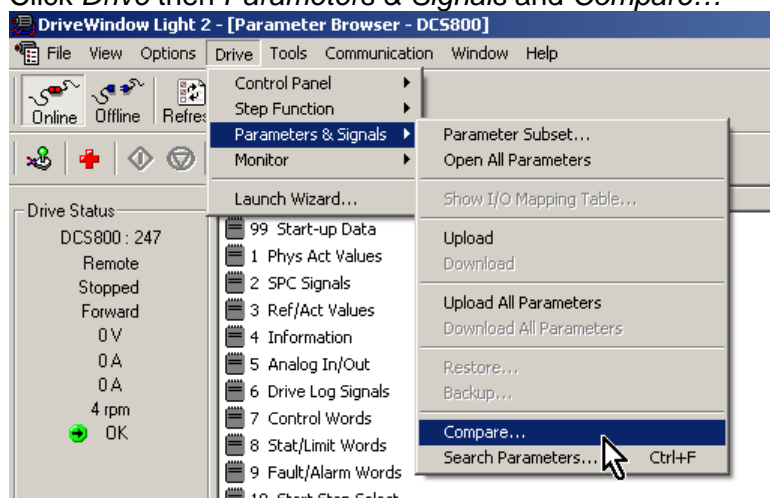 Click Drive then Parameters & Signals and Compare...
DriveWindow Light 2 - [Parameter Browser - DCS800]
File View Options Drive Tools Communication Window Help
Online Offline Refres
Control Panel
Step Function
Parameters & Signals
Monitor
Launch Wizard...
Parameter Subset...
Open All Parameters
Show I/O Mapping Table...
Upload
Download
Upload All Parameters
Download All Parameters
Restore...
Backup...
Compare...
Search Parameters... Ctrl+F
Drive Status
DCS800 : 247
Remote
Stopped
Forward
0 V
0 A
0 A
4 rpm
OK
99 Start-up Data
1 Phys Act Values
2 SPC Signals
3 Ref/Act Values
4 Information
5 Analog In/Out
6 Drive Log Signals
7 Control Words
8 Stat/Limit Words
9 Fault/Alarm Words
10 Start Stop Select